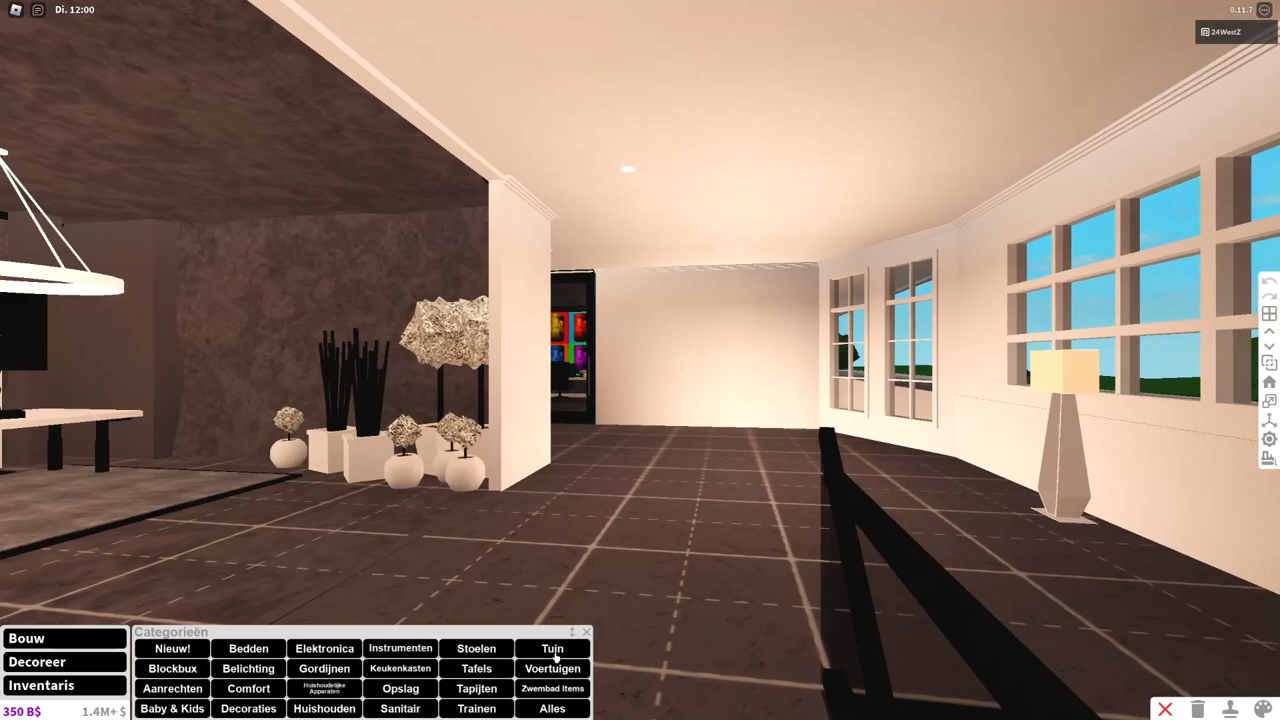 Di. 12:00
0.11.7
24WestZ
Bouw
Decoreer
Inventaris
350 B$ 1.4M+ $
Categorieën
Nieuw! Bedden Elektronica Instrumenten Stoelen Tuin
Blockbux Belichting Gordijnen Keukenkasten Tafels Voertuigen
Aanrechten Comfort Huishoudelijke Apparaten Opslag Tapijten Zwembad Items
Baby & Kids Decoraties Huishouden Sanitair Trainen Alles